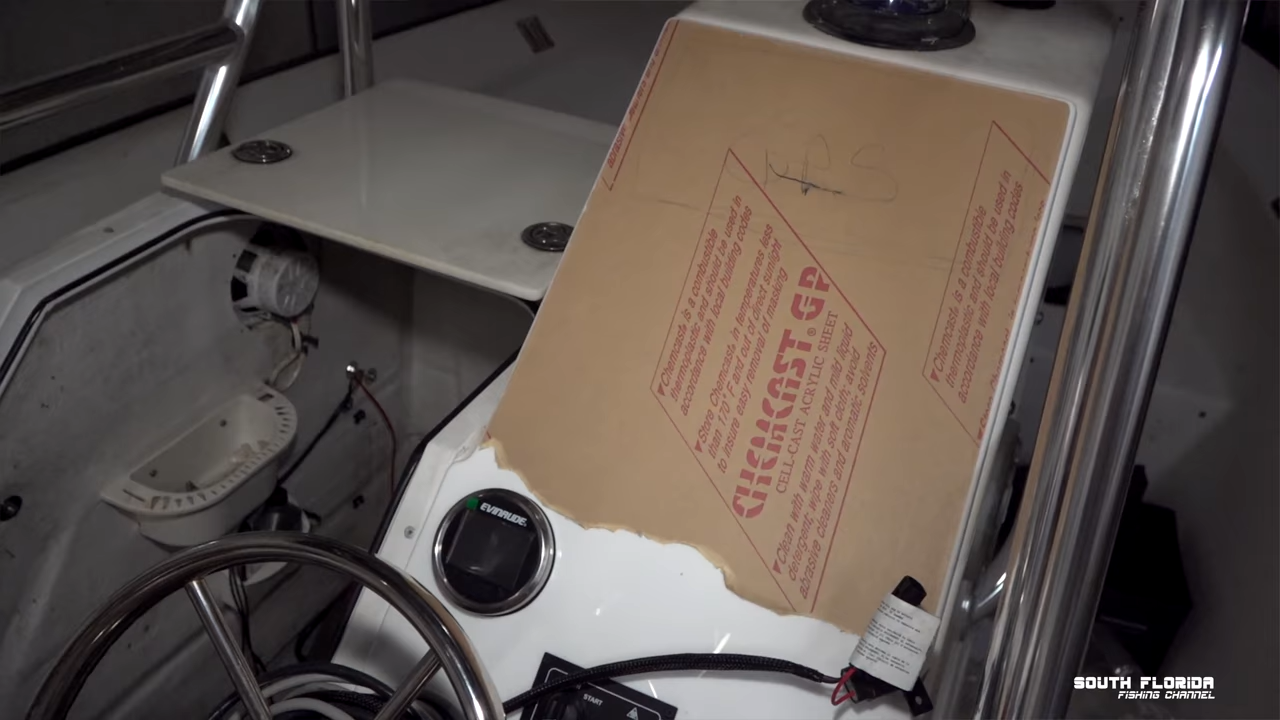 ▼Chemcast® is a combustible
thermoplastic and should be used in
accordance with local building codes
▼Store Chemcast® in temperatures less
than 170° F and out of direct sunlight
to insure easy removal of masking
CHEMCAST® GP
CELL-CAST ACRYLIC SHEET
▼Clean with warm water and mild liquid
detergent; wipe with soft cloth; avoid
abrasive cleaners and aromatic solvents
▼Chemcast® is a combustible
thermoplastic and should be used in
accordance with local building codes
EVINRUDE
START
SOUTH FLORIDA
FISHING CHANNEL